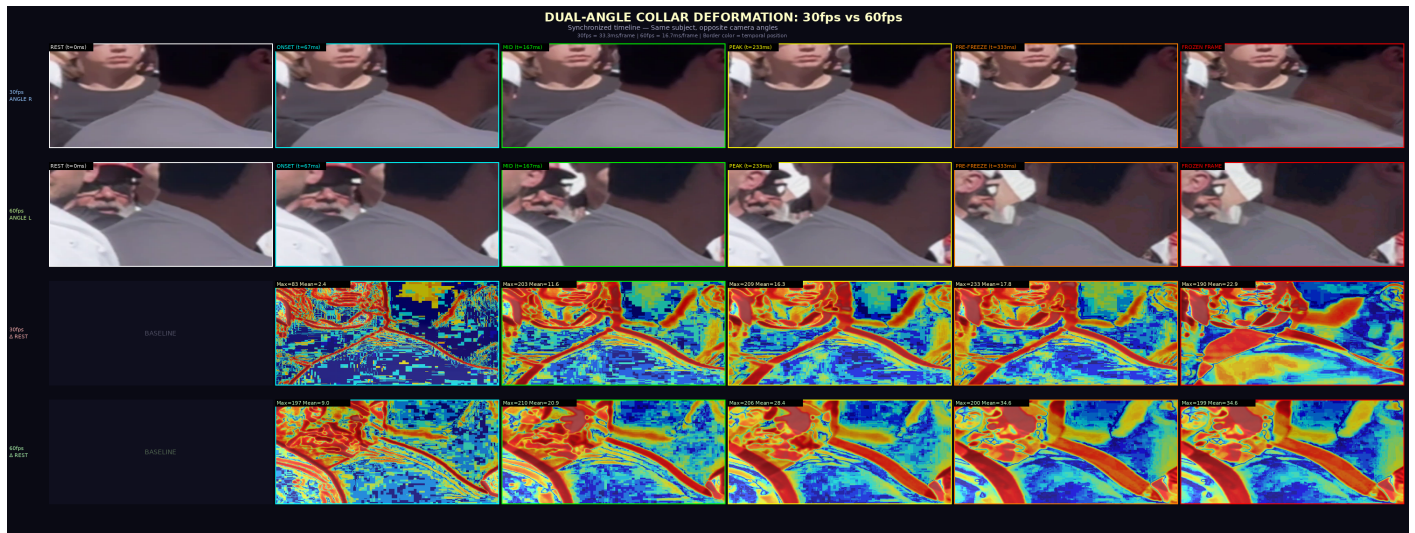 DUAL-ANGLE COLLAR DEFORMATION: 30fps vs 60fps
Synchronized timeline — Same subject, opposite camera angles
30fps = 33.3ms/frame | 60fps = 16.7ms/frame | Border color = temporal position
REST (t=0ms) ONSET (t=67ms) MID (t=167ms) PEAK (t=233ms) PRE-FREEZE (t=333ms) FROZEN FRAME
30fps
ANGLE R
REST (t=0ms) ONSET (t=67ms) MID (t=167ms) PEAK (t=233ms) PRE-FREEZE (t=333ms) FROZEN FRAME
60fps
ANGLE L
Max=83 Mean=2.4 Max=203 Mean=11.6 Max=209 Mean=16.3 Max=233 Mean=17.8 Max=190 Mean=22.9
30fps
Δ REST
BASELINE
Max=197 Mean=9.0 Max=210 Mean=20.9 Max=206 Mean=28.4 Max=200 Mean=34.6 Max=199 Mean=34.6
60fps
Δ REST
BASELINE